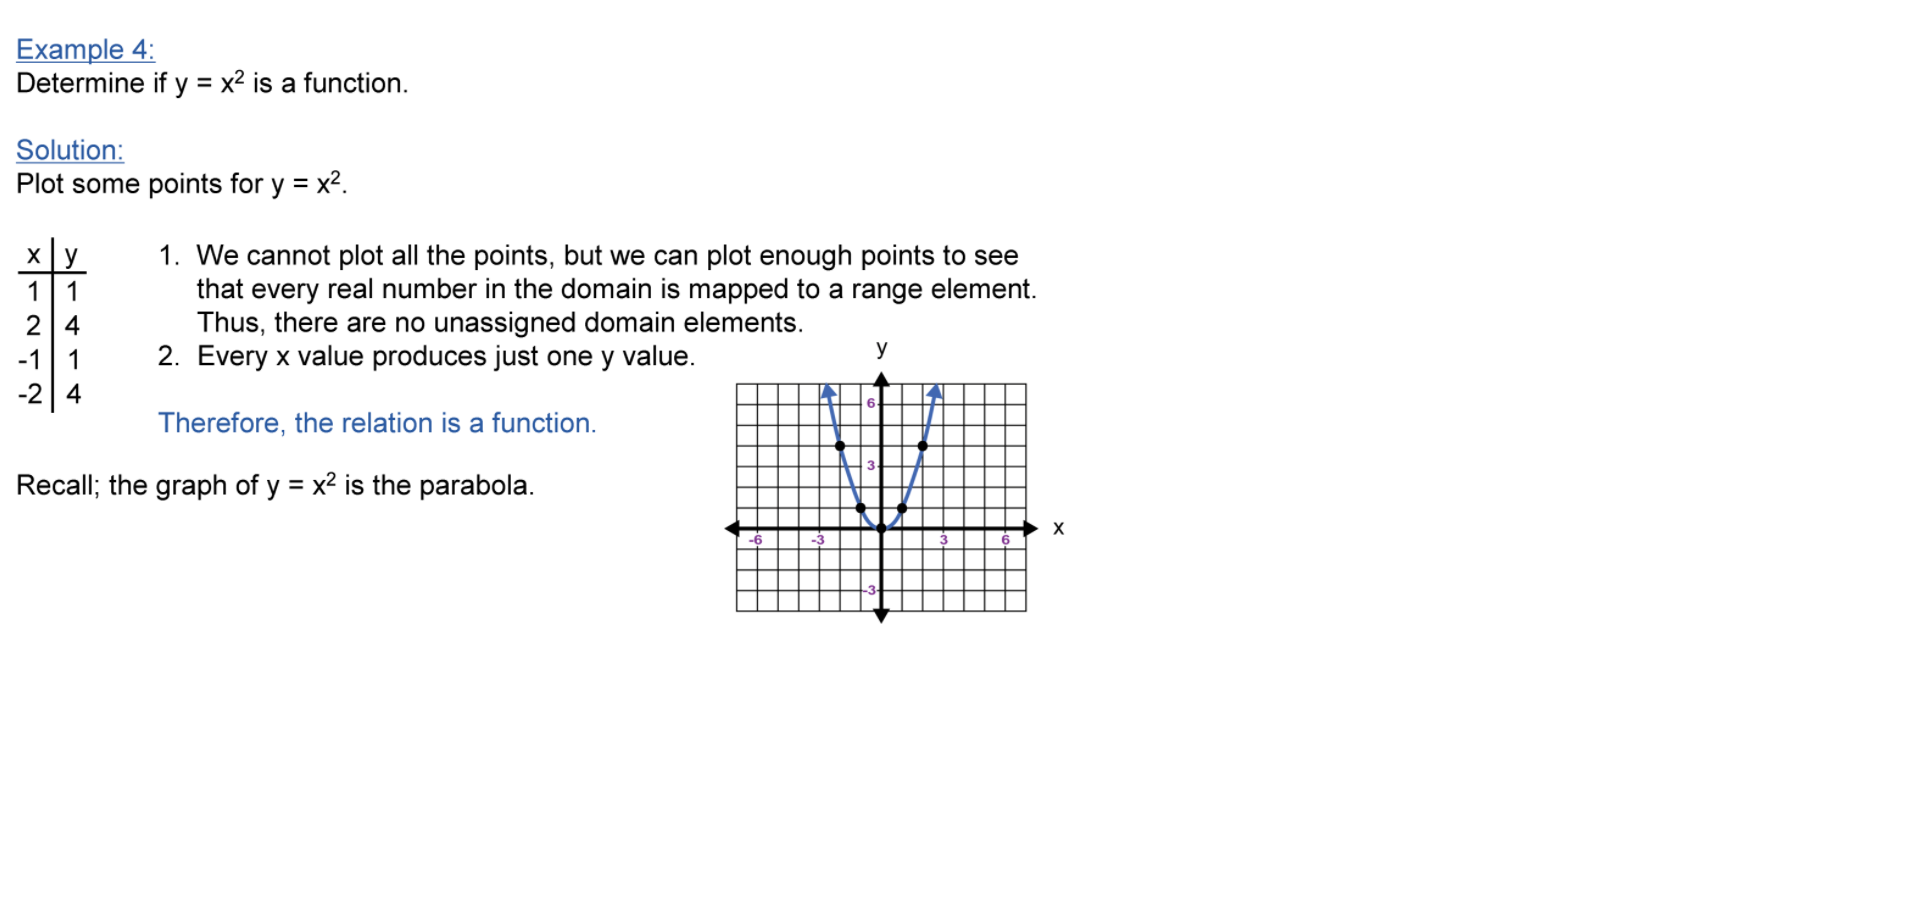 Example 4:
Determine if y = x² is a function.
Solution:
Plot some points for y = x².
x y
1 1
2 4
-1 1
-2 4
1. We cannot plot all the points, but we can plot enough points to see
that every real number in the domain is mapped to a range element.
Thus, there are no unassigned domain elements.
2. Every x value produces just one y value.
Therefore, the relation is a function.
Recall; the graph of y = x² is the parabola.
y
6
3
-6 -3 3 6
x
-3